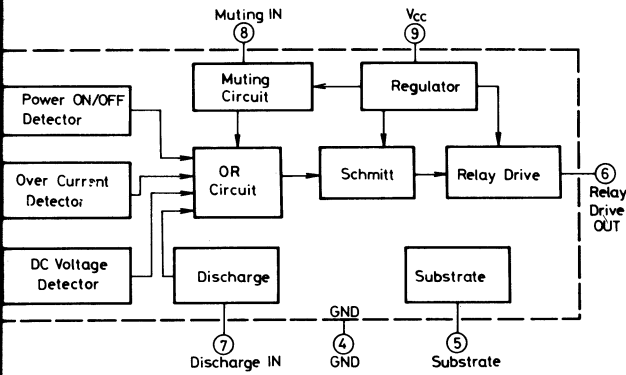 Muting IN
8
Vcc
9
Muting
Circuit
Regulator
Power ON/OFF
Detector
Over Current
Detector
OR
Circuit
Schmitt
Relay Drive
6
Relay
Drive
OUT
DC Voltage
Detector
Discharge
Substrate
GND
7
Discharge IN
4
GND
5
Substrate